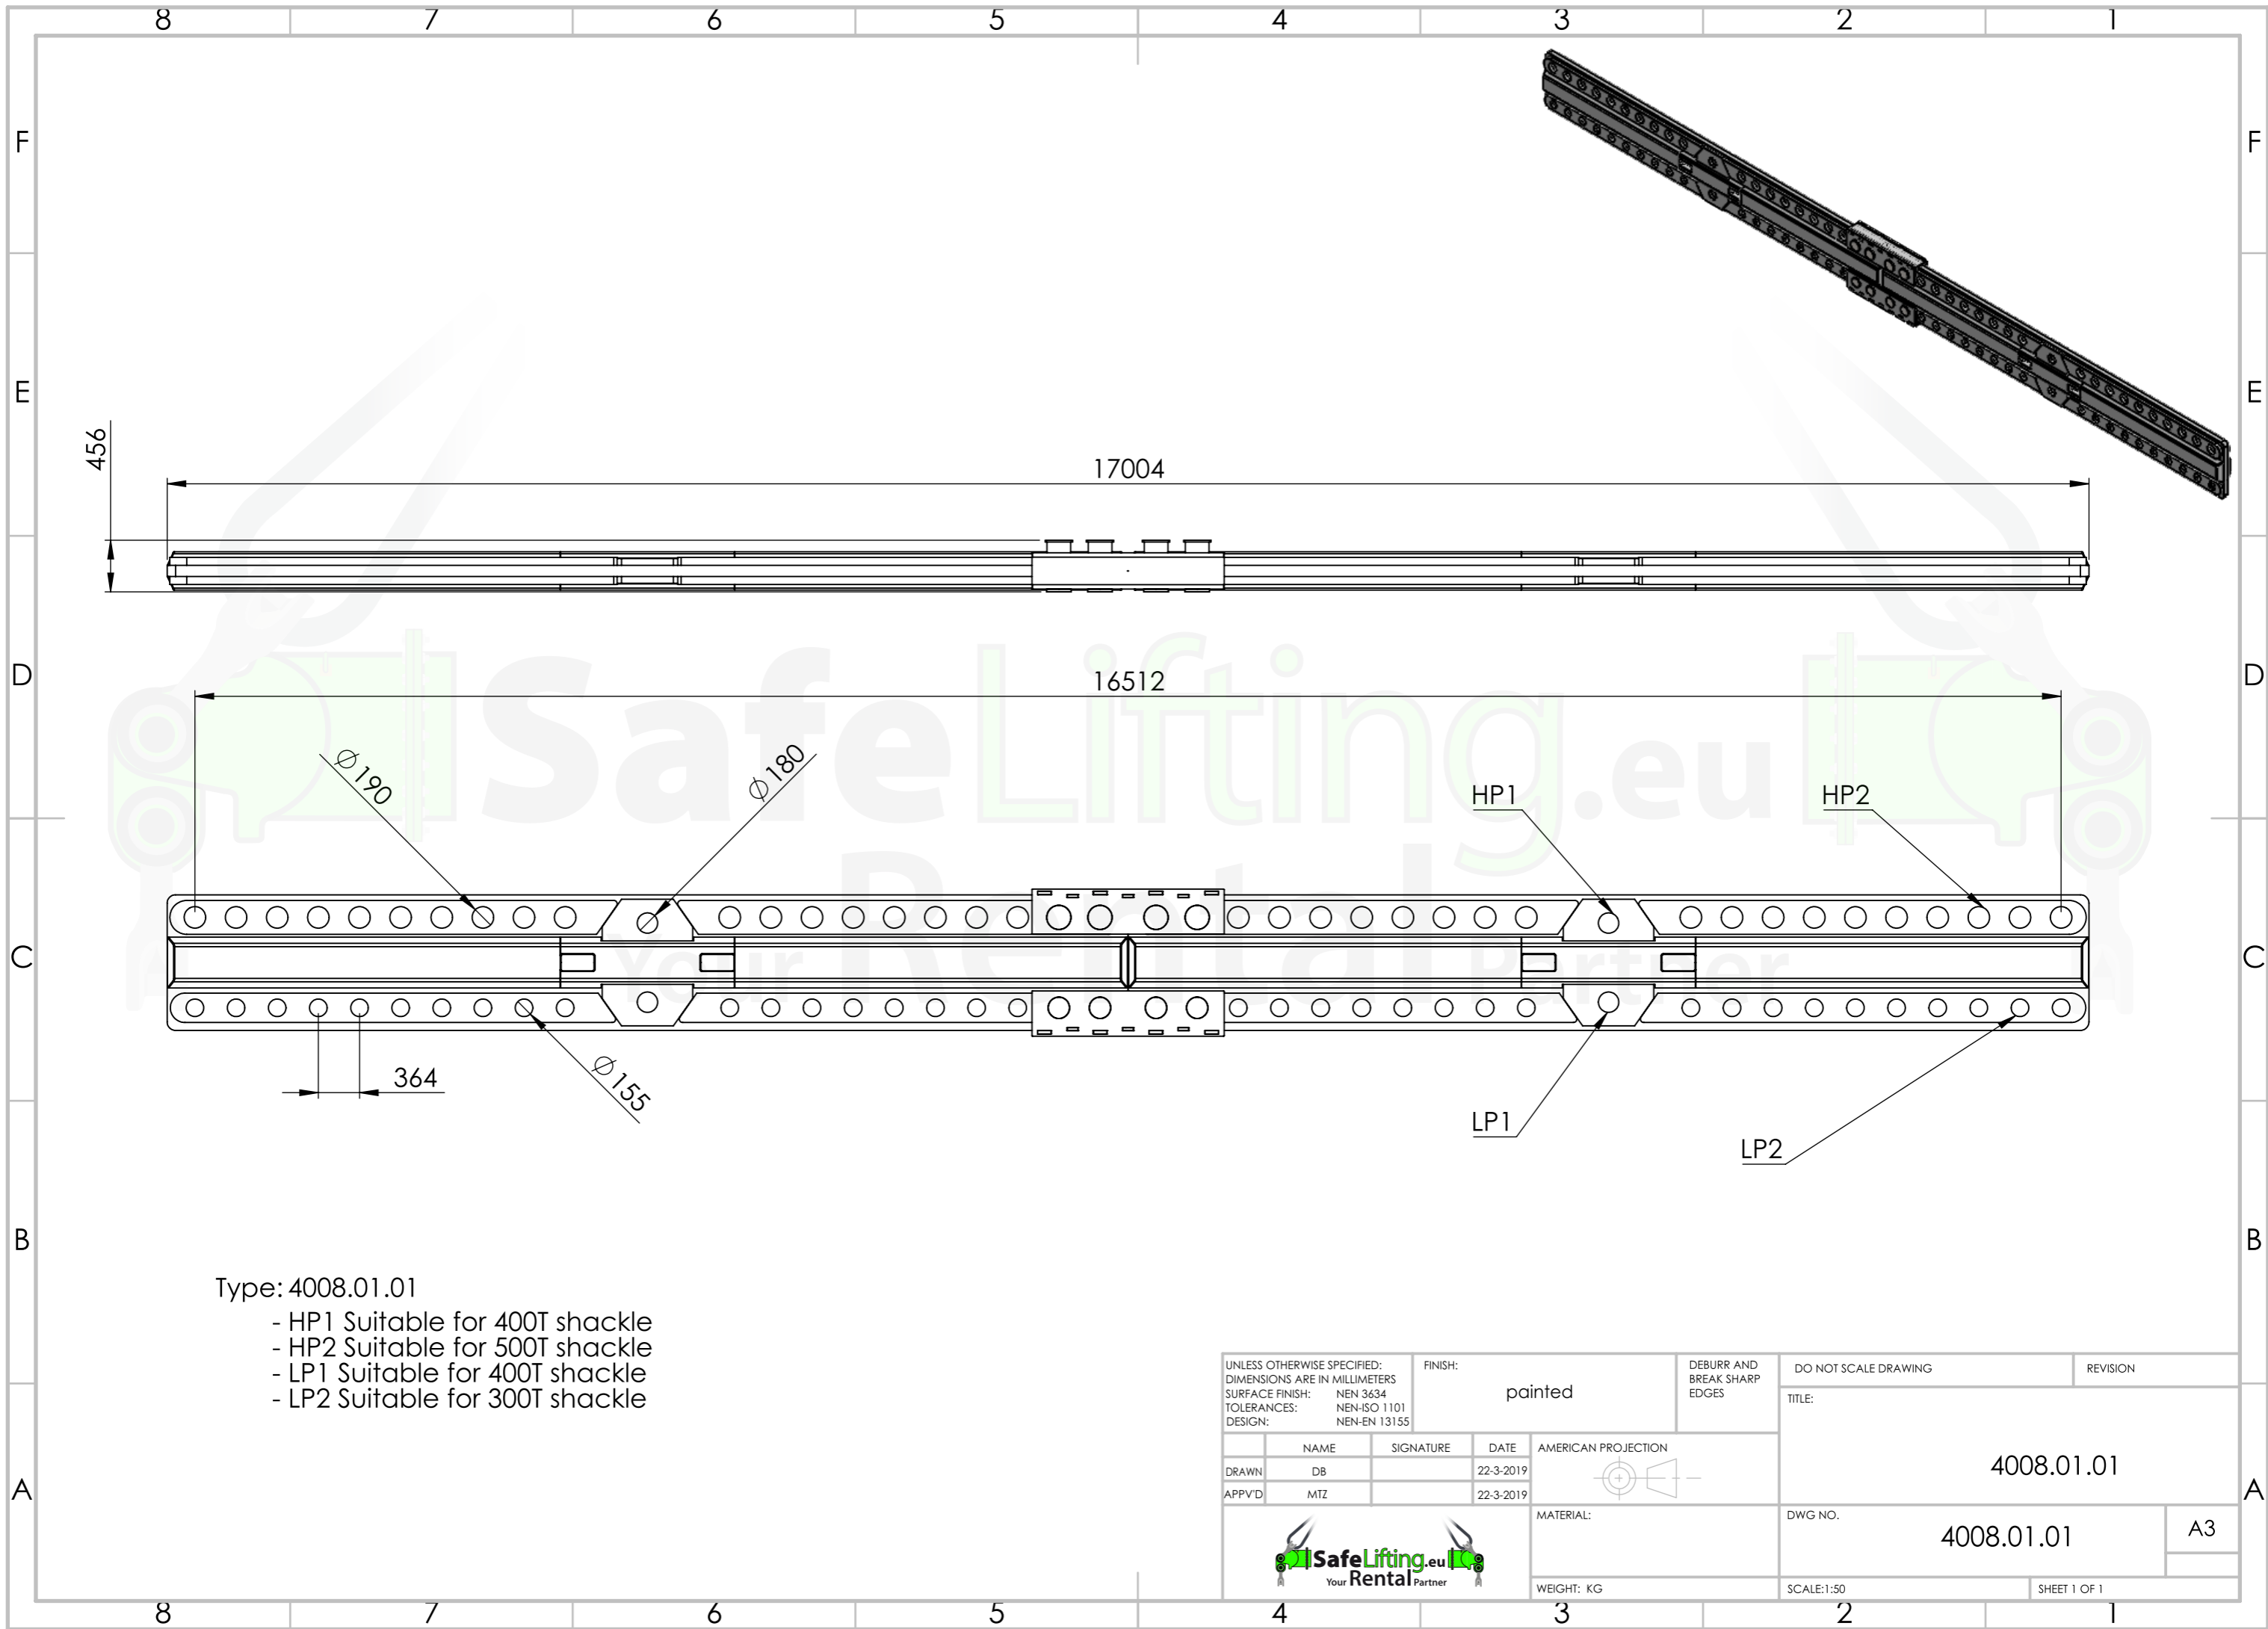 8 7 6 5 4 3 2 1
F F
E E
D D
C C
B B
A A
456
17004
16512
Ø190
Ø180
HP1
HP2
364
Ø155
LP1
LP2
SafeLifting.eu
Your Rental Partner
Type: 4008.01.01
- HP1 Suitable for 400T shackle
- HP2 Suitable for 500T shackle
- LP1 Suitable for 400T shackle
- LP2 Suitable for 300T shackle
UNLESS OTHERWISE SPECIFIED:
DIMENSIONS ARE IN MILLIMETERS
SURFACE FINISH: NEN 3634
TOLERANCES: NEN-ISO 1101
DESIGN: NEN-EN 13155
FINISH:
painted
DEBURR AND
BREAK SHARP
EDGES
DO NOT SCALE DRAWING
REVISION
TITLE:
4008.01.01
NAME SIGNATURE DATE
DRAWN DB 22-3-2019
APPV'D MTZ 22-3-2019
AMERICAN PROJECTION
MATERIAL:
DWG NO.
4008.01.01
A3
SafeLifting.eu
Your Rental Partner
WEIGHT: KG
SCALE:1:50
SHEET 1 OF 1
8 7 6 5 4 3 2 1